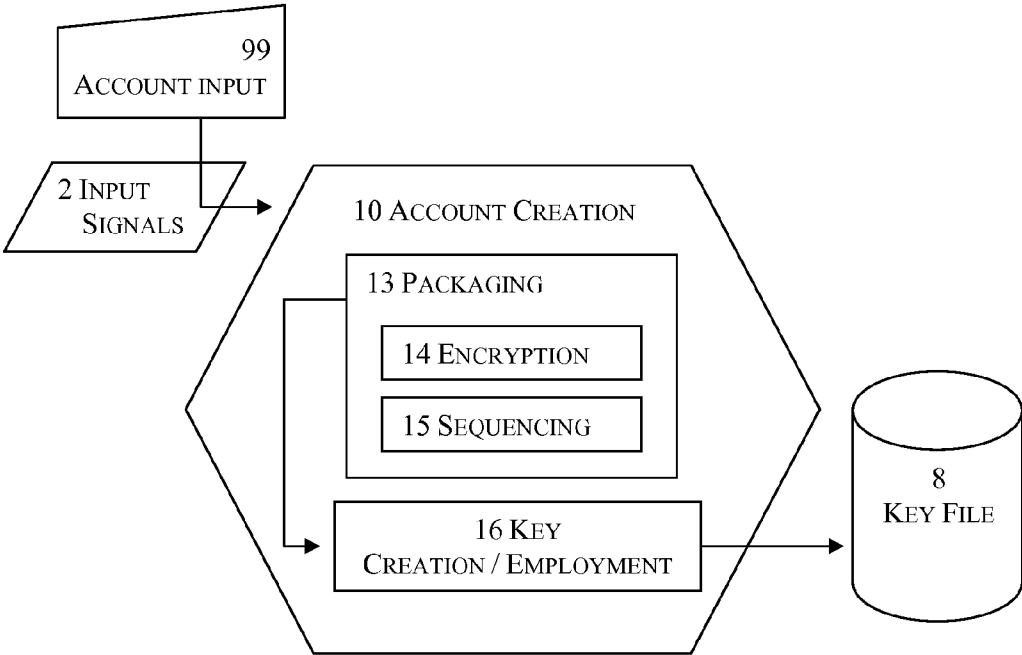 99
ACCOUNT INPUT
2 INPUT
SIGNALS
10 ACCOUNT CREATION
13 PACKAGING
14 ENCRYPTION
15 SEQUENCING
16 KEY
CREATION / EMPLOYMENT
8
KEY FILE